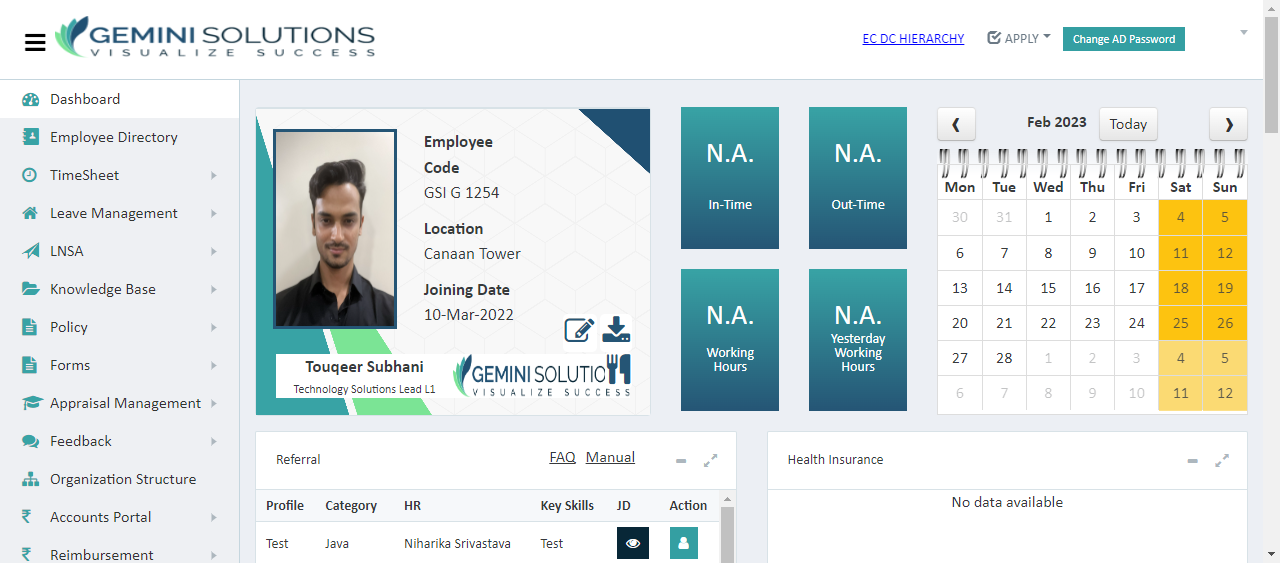 GEMINI SOLUTIONS
VISUALIZE SUCCESS
EC DC HIERARCHY
APPLY
Change AD Password
Dashboard
Employee Directory
TimeSheet
Leave Management
LNSA
Knowledge Base
Policy
Forms
Appraisal Management
Feedback
Organization Structure
₹ Accounts Portal
₹ Reimbursement
Employee
Code
GSI G 1254
Location
Canaan Tower
Joining Date
10-Mar-2022
Touqeer Subhani
Technology Solutions Lead L1
GEMINI SOLUTIO
VISUALIZE SUCCESS
N.A.
In-Time
N.A.
Out-Time
N.A.
Working
Hours
N.A.
Yesterday
Working
Hours
❮ Feb 2023 Today ❯
Mon Tue Wed Thu Fri Sat Sun
30 31 1 2 3 4 5
6 7 8 9 10 11 12
13 14 15 16 17 18 19
20 21 22 23 24 25 26
27 28 1 2 3 4 5
6 7 8 9 10 11 12
Referral
FAQ Manual
Profile Category HR Key Skills JD Action
Test Java Niharika Srivastava Test
Health Insurance
No data available